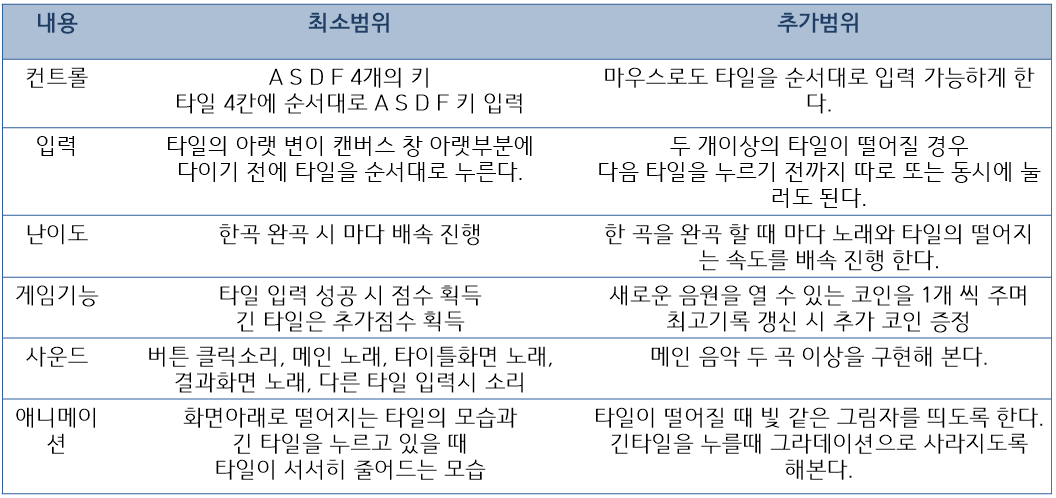 내용
최소범위
추가범위
컨트롤
A S D F 4개의 키
타일 4칸에 순서대로 A S D F 키 입력
마우스로도 타일을 순서대로 입력 가능하게 한
다.
입력
타일의 아랫 변이 캔버스 창 아랫부분에
다이기 전에 타일을 순서대로 누른다.
두 개이상의 타일이 떨어질 경우
다음 타일을 누르기 전까지 따로 또는 동시에 눌
러도 된다.
난이도
한곡 완곡 시 마다 배속 진행
한 곡을 완곡 할 때 마다 노래와 타일의 떨어지
는 속도를 배속 진행 한다.
게임기능
타일 입력 성공 시 점수 획득
긴 타일은 추가점수 획득
새로운 음원을 열 수 있는 코인을 1개 씩 주며
최고기록 갱신 시 추가 코인 증정
사운드
버튼 클릭소리, 메인 노래, 타이틀화면 노래,
결과화면 노래, 다른 타일 입력시 소리
메인 음악 두 곡 이상을 구현해 본다.
애니메이
션
화면아래로 떨어지는 타일의 모습과
긴 타일을 누르고 있을 때
타일이 서서히 줄어드는 모습
타일이 떨어질 때 빛 같은 그림자를 띄도록 한다.
긴타일을 누를때 그라데이션으로 사라지도록
해본다.